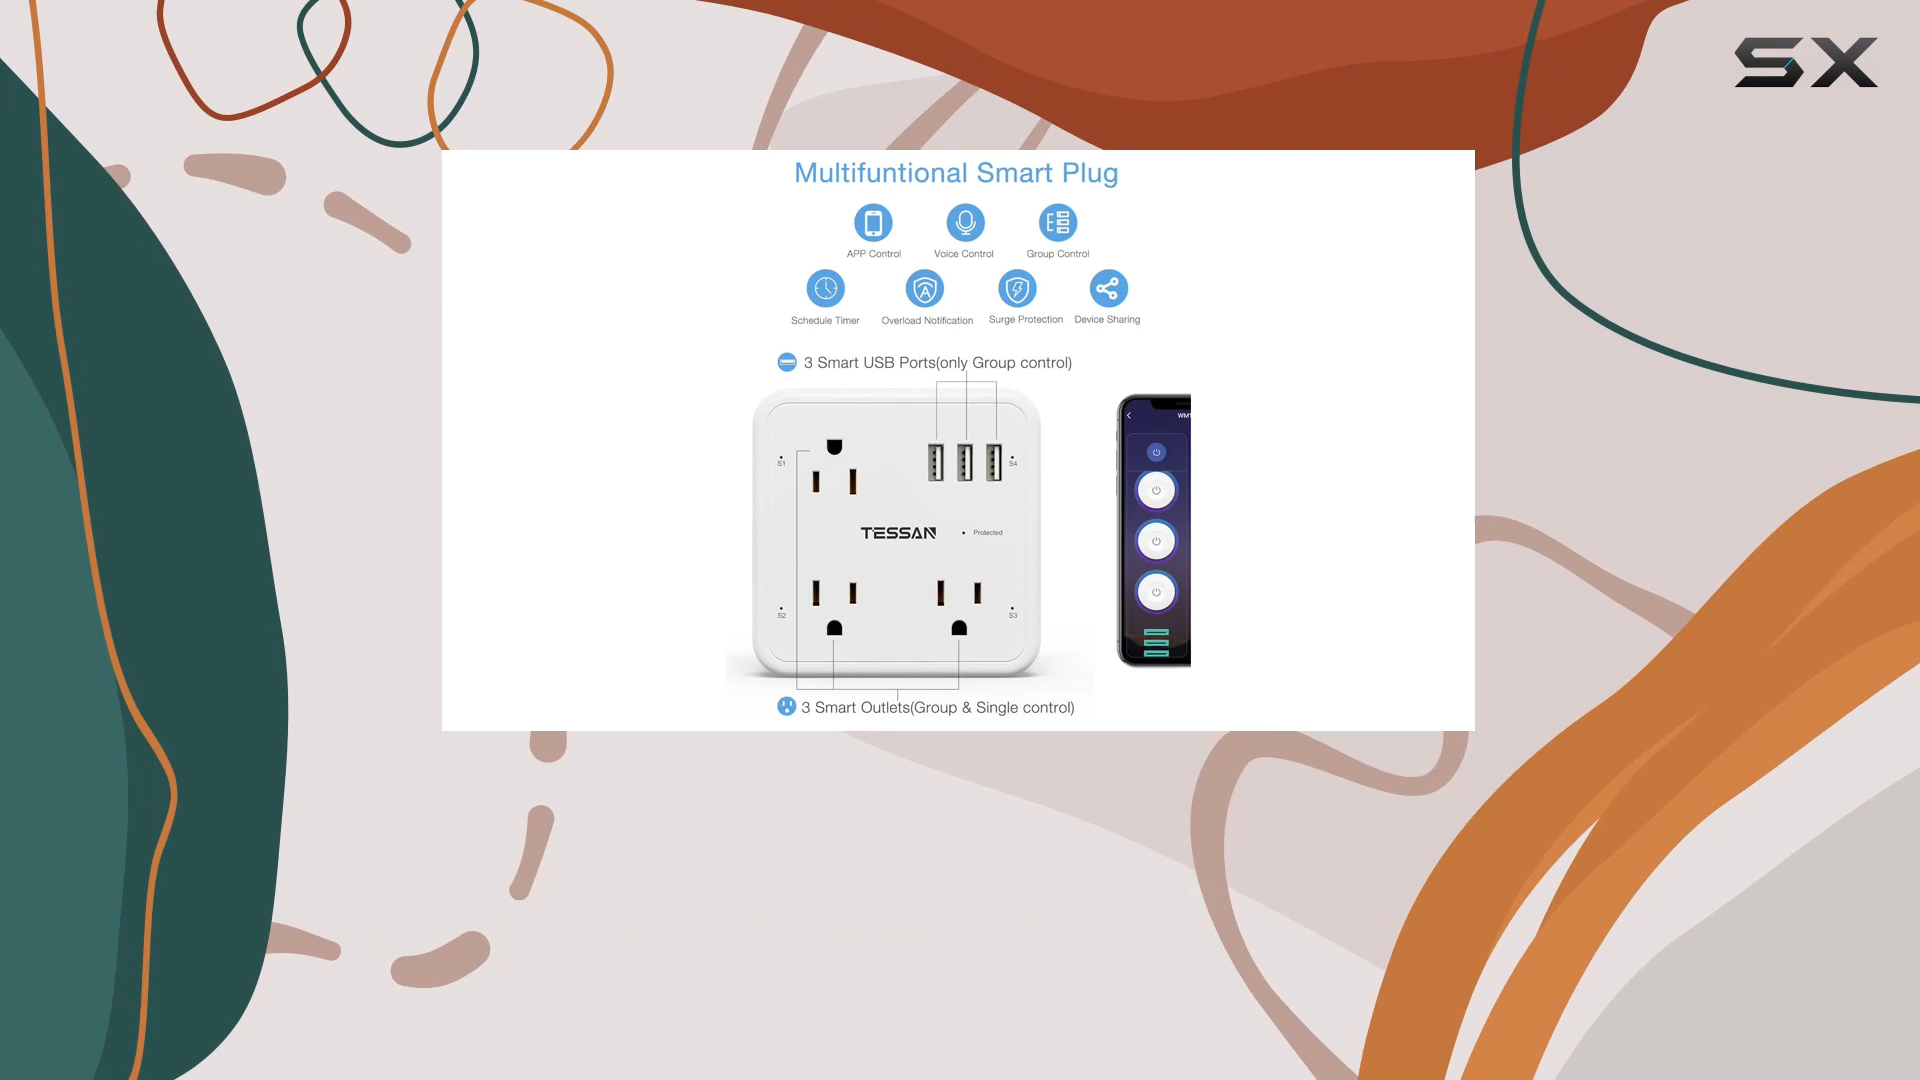 SX
Multifuntional Smart Plug
APP Control Voice Control Group Control
Schedule Timer Overload Notification Surge Protection Device Sharing
3 Smart USB Ports(only Group control)
WM1
S1
S4
TESSAN
Protected
S2
S3
3 Smart Outlets(Group & Single control)